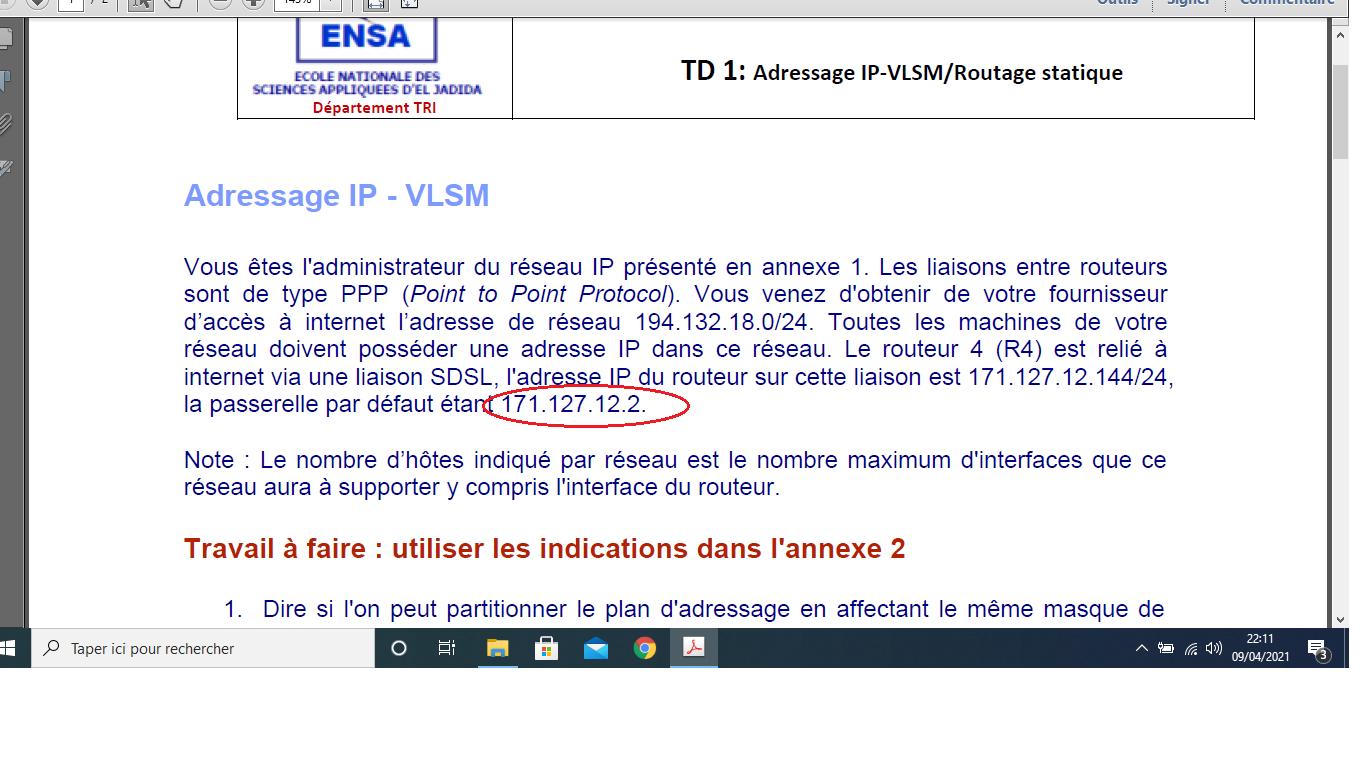 Outils Signer Commentaire
1 / 2 145%
ENSA
ECOLE NATIONALE DES
SCIENCES APPLIQUEES D'EL JADIDA
Département TRI
TD 1: Adressage IP-VLSM/Routage statique
Adressage IP - VLSM
Vous êtes l'administrateur du réseau IP présenté en annexe 1. Les liaisons entre routeurs
sont de type PPP (Point to Point Protocol). Vous venez d'obtenir de votre fournisseur
d’accès à internet l’adresse de réseau 194.132.18.0/24. Toutes les machines de votre
réseau doivent posséder une adresse IP dans ce réseau. Le routeur 4 (R4) est relié à
internet via une liaison SDSL, l'adresse IP du routeur sur cette liaison est 171.127.12.144/24,
la passerelle par défaut étant 171.127.12.2.
Note : Le nombre d’hôtes indiqué par réseau est le nombre maximum d'interfaces que ce
réseau aura à supporter y compris l'interface du routeur.
Travail à faire : utiliser les indications dans l'annexe 2
1. Dire si l'on peut partitionner le plan d'adressage en affectant le même masque de
Taper ici pour rechercher
22:11
09/04/2021
3